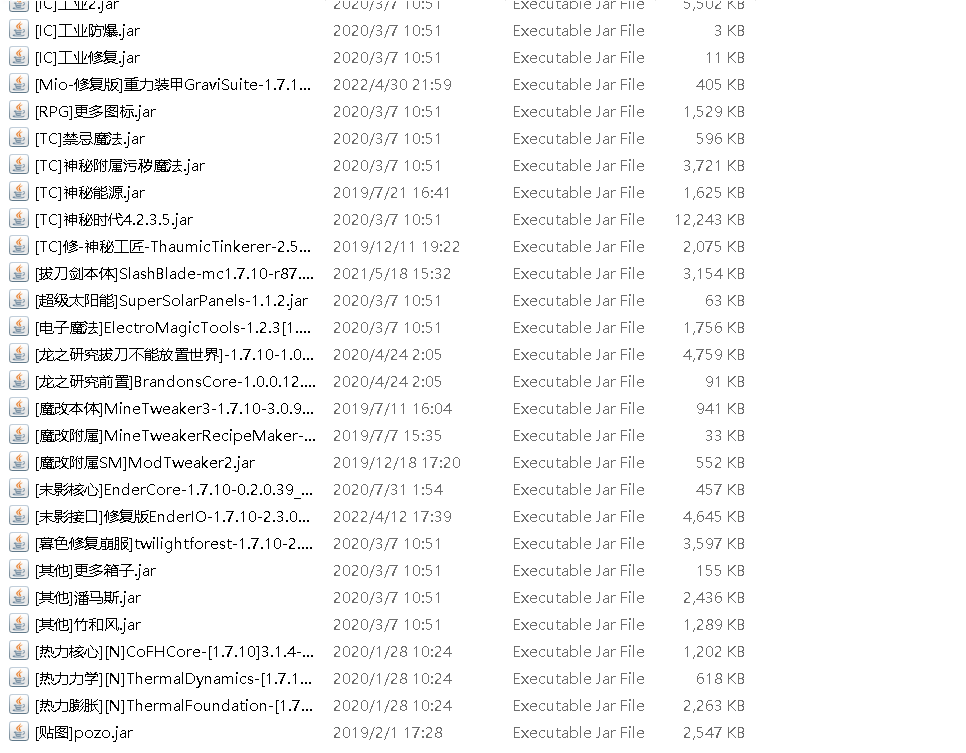 [IC]工业2.jar 2020/3/7 10:51 Executable Jar File 5,502 KB
[IC]工业防爆.jar 2020/3/7 10:51 Executable Jar File 3 KB
[IC]工业修复.jar 2020/3/7 10:51 Executable Jar File 11 KB
[Mio-修复版]重力装甲GraviSuite-1.7.1... 2022/4/30 21:59 Executable Jar File 405 KB
[RPG]更多图标.jar 2020/3/7 10:51 Executable Jar File 1,529 KB
[TC]禁忌魔法.jar 2020/3/7 10:51 Executable Jar File 596 KB
[TC]神秘附属污秽魔法.jar 2020/3/7 10:51 Executable Jar File 3,721 KB
[TC]神秘能源.jar 2019/7/21 16:41 Executable Jar File 1,625 KB
[TC]神秘时代4.2.3.5.jar 2020/3/7 10:51 Executable Jar File 12,243 KB
[TC]修-神秘工匠-ThaumicTinkerer-2.5... 2019/12/11 19:22 Executable Jar File 2,075 KB
[拔刀剑本体]SlashBlade-mc1.7.10-r87.... 2021/5/18 15:32 Executable Jar File 3,154 KB
[超级太阳能]SuperSolarPanels-1.1.2.jar 2020/3/7 10:51 Executable Jar File 63 KB
[电子魔法]ElectroMagicTools-1.2.3[1.... 2020/3/7 10:51 Executable Jar File 1,756 KB
[龙之研究拔刀不能放置世界]-1.7.10-1.0... 2020/4/24 2:05 Executable Jar File 4,759 KB
[龙之研究前置]BrandonsCore-1.0.0.12.... 2020/4/24 2:05 Executable Jar File 91 KB
[魔改本体]MineTweaker3-1.7.10-3.0.9... 2019/7/11 16:04 Executable Jar File 941 KB
[魔改附属]MineTweakerRecipeMaker-... 2019/7/7 15:35 Executable Jar File 33 KB
[魔改附属SM]ModTweaker2.jar 2019/12/18 17:20 Executable Jar File 552 KB
[末影核心]EnderCore-1.7.10-0.2.0.39_... 2020/7/31 1:54 Executable Jar File 457 KB
[末影接口]修复版EnderIO-1.7.10-2.3.0... 2022/4/12 17:39 Executable Jar File 4,645 KB
[暮色修复崩服]twilightforest-1.7.10-2.... 2020/3/7 10:51 Executable Jar File 3,597 KB
[其他]更多箱子.jar 2020/3/7 10:51 Executable Jar File 155 KB
[其他]潘马斯.jar 2020/3/7 10:51 Executable Jar File 2,436 KB
[其他]竹和风.jar 2020/3/7 10:51 Executable Jar File 1,289 KB
[热力核心][N]CoFHCore-[1.7.10]3.1.4-... 2020/1/28 10:24 Executable Jar File 1,202 KB
[热力力学][N]ThermalDynamics-[1.7.1... 2020/1/28 10:24 Executable Jar File 618 KB
[热力膨胀][N]ThermalFoundation-[1.7... 2020/1/28 10:24 Executable Jar File 2,263 KB
[贴图]pozo.jar 2019/2/1 17:28 Executable Jar File 2,547 KB